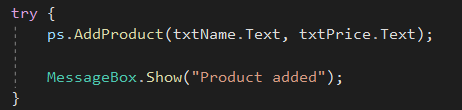 try {
ps.AddProduct(txtName.Text, txtPrice.Text);
MessageBox.Show("Product added");
}